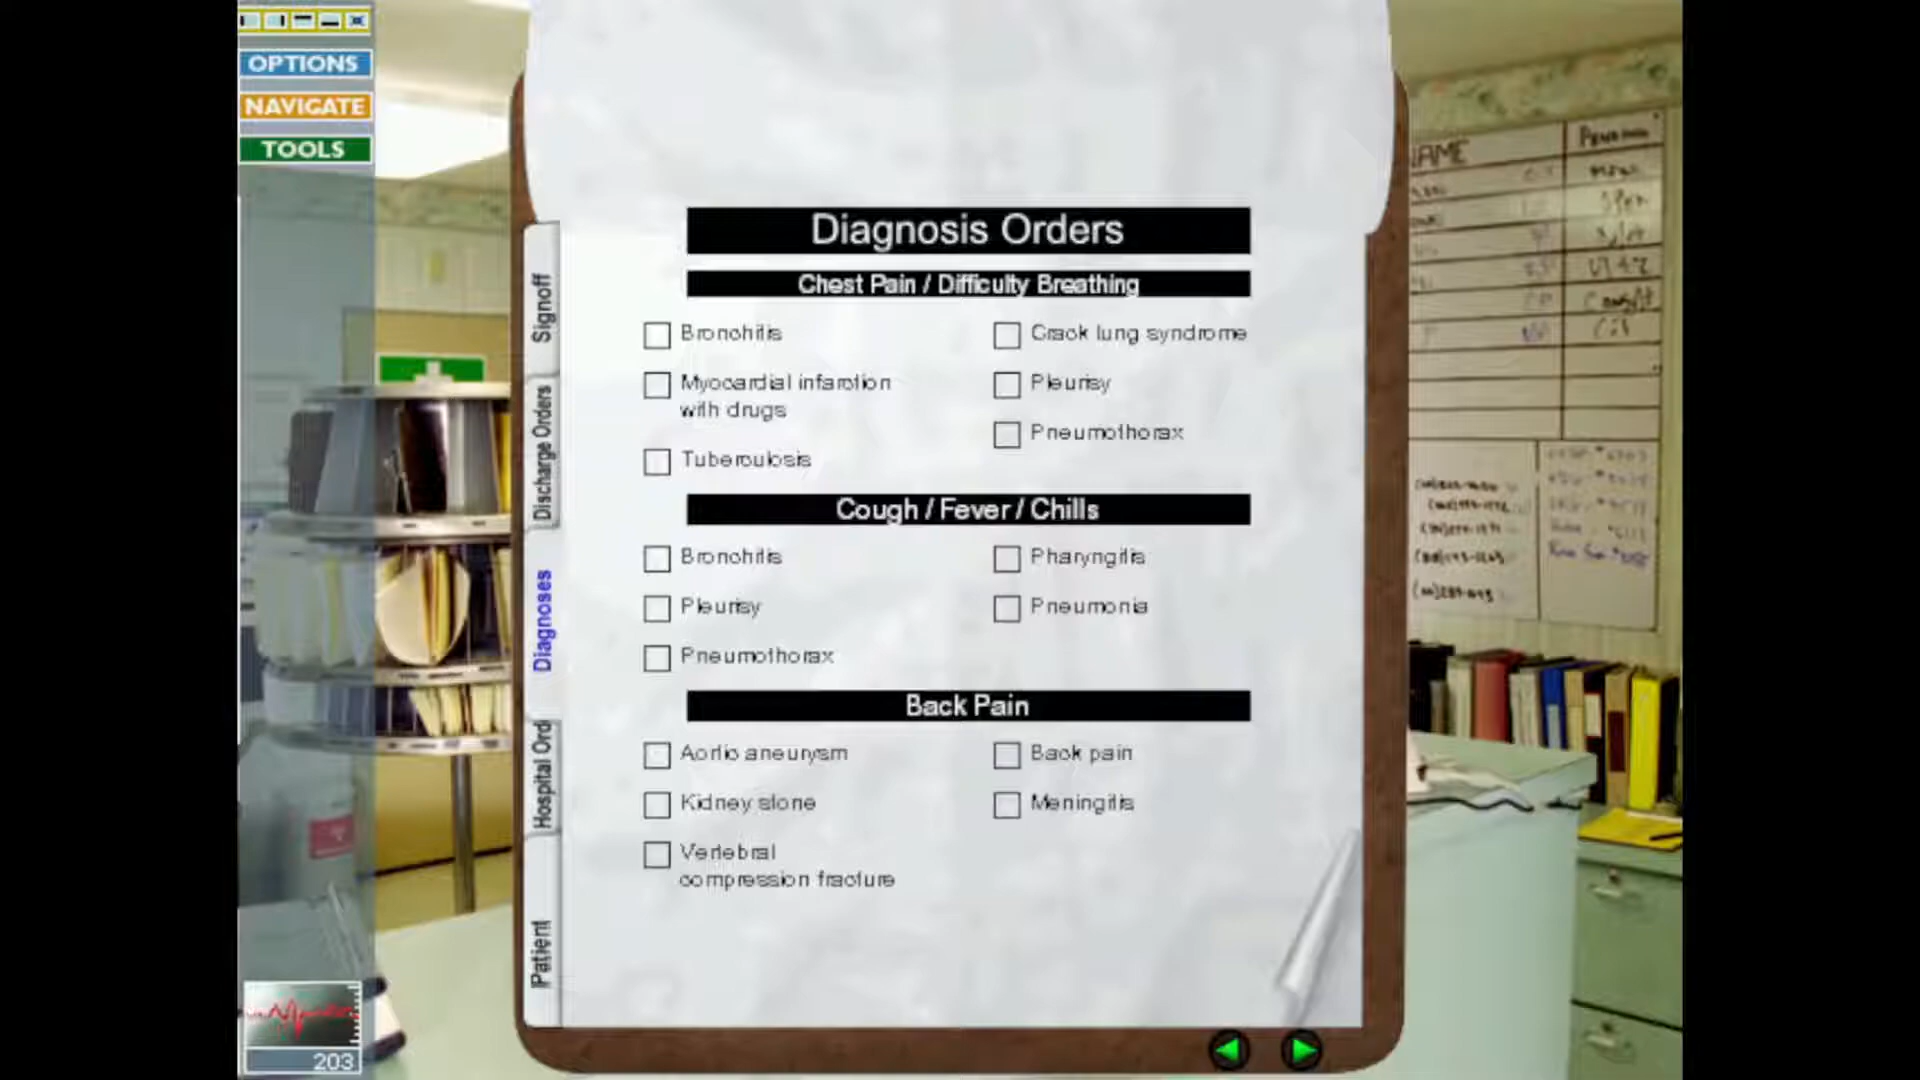 OPTIONS
NAVIGATE
TOOLS
203
Signoff
Discharge Orders
Diagnoses
Hospital Ord
Patient
Diagnosis Orders
Chest Pain / Difficulty Breathing
Bronchitis
Crack lung syndrome
Myocardial infarction
with drugs
Pleurisy
Pneumothorax
Tuberculosis
Cough / Fever / Chills
Bronchitis
Pharyngitis
Pleurisy
Pneumonia
Pneumothorax
Back Pain
Aortic aneurysm
Back pain
Kidney stone
Meningitis
Vertebral
compression fracture